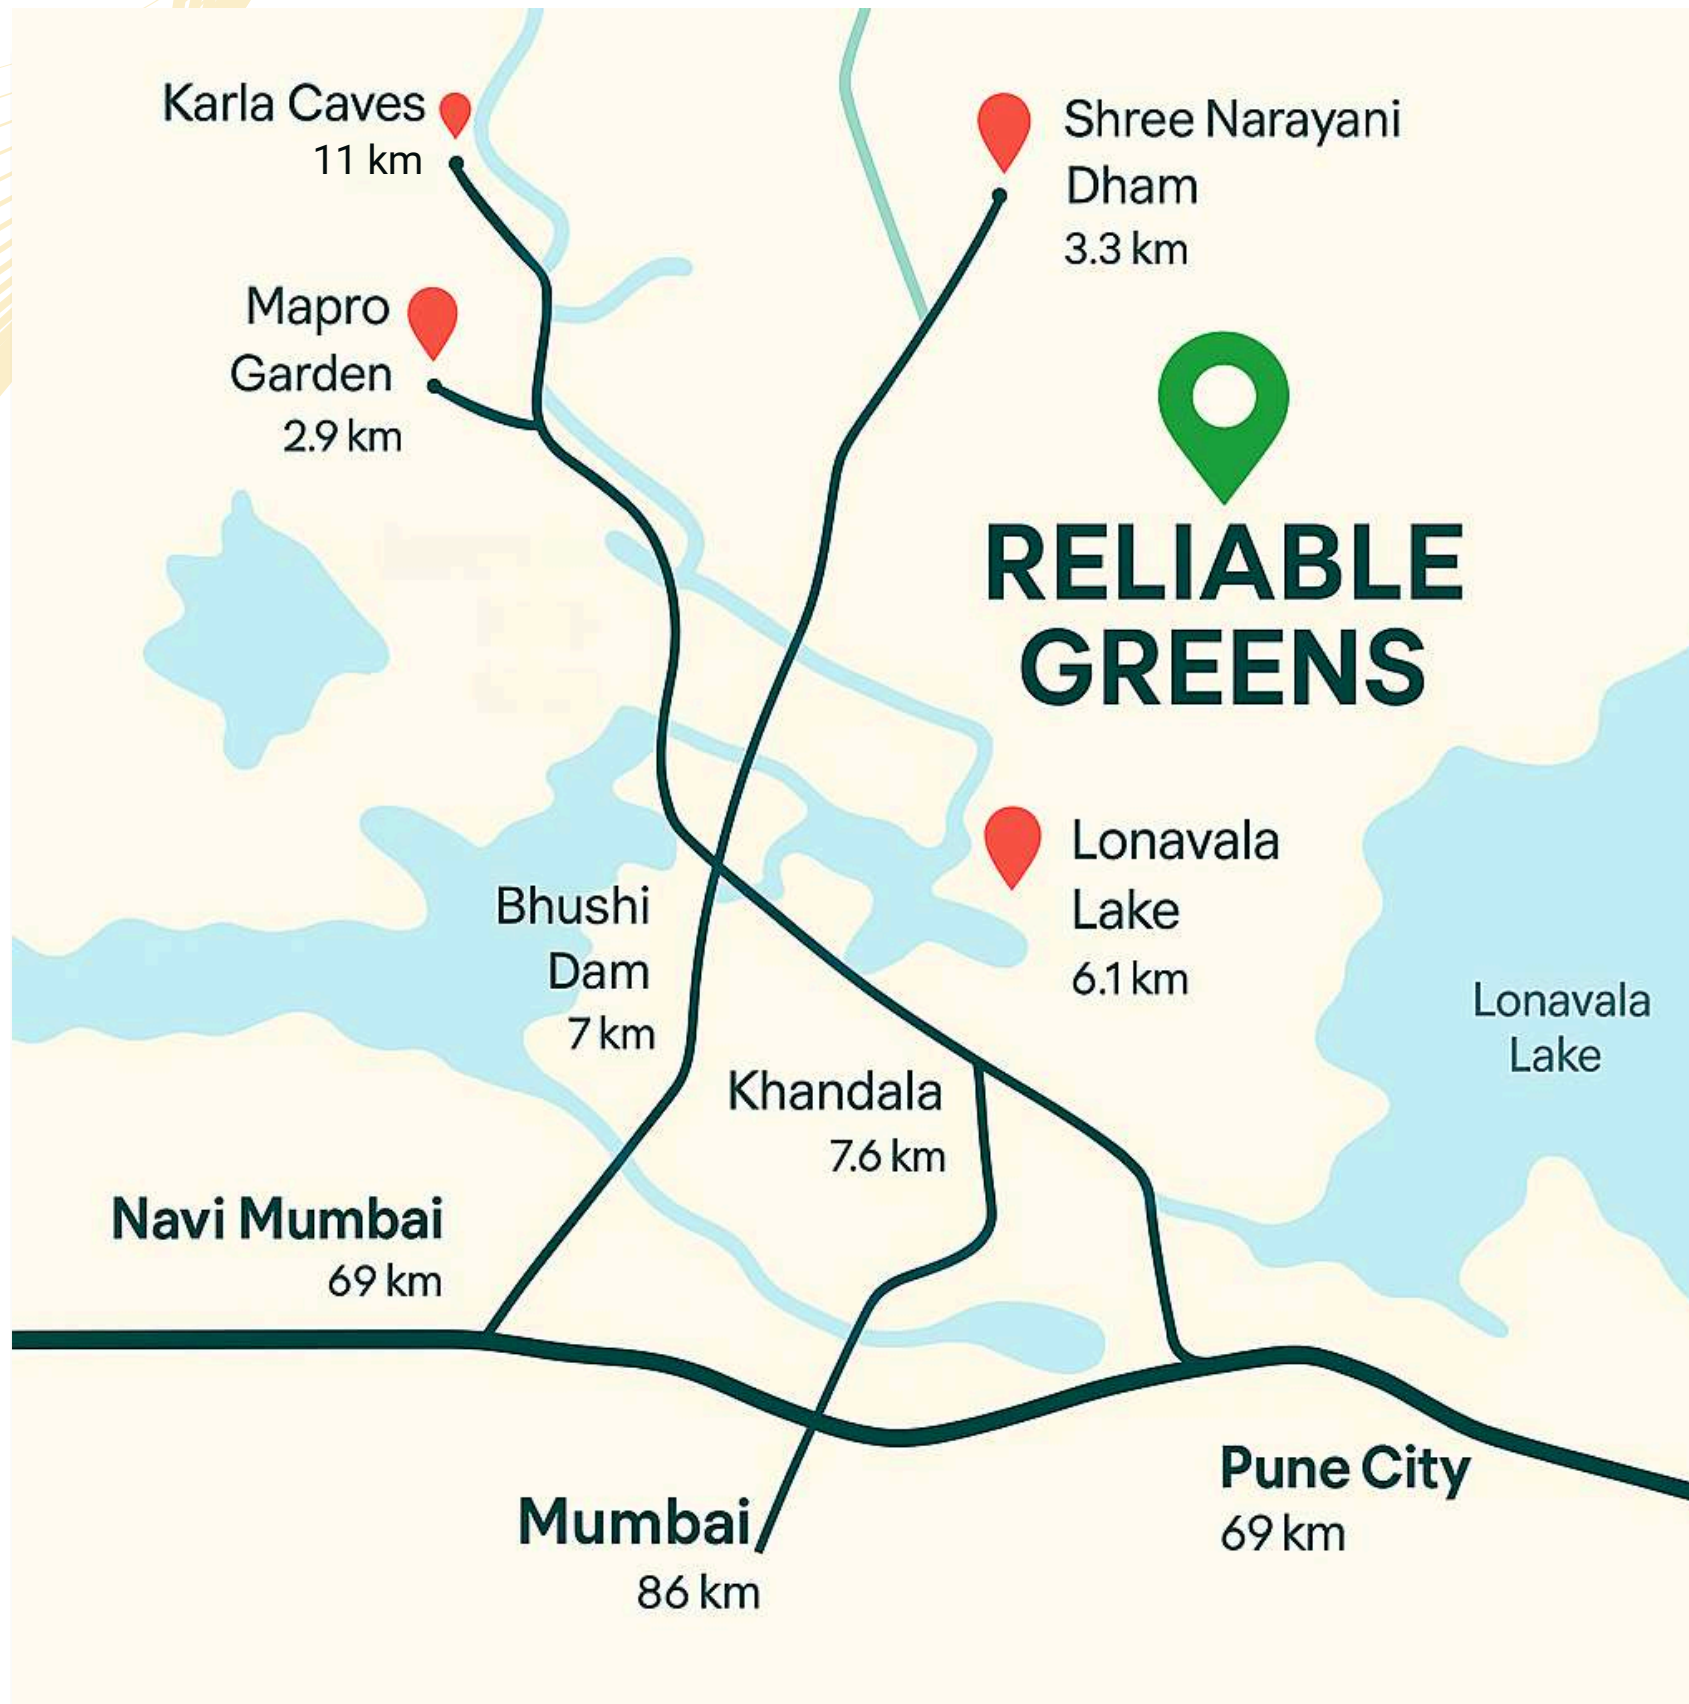 Karla Caves
11 km
Shree Narayani
Dham
3.3 km
Mapro
Garden
2.9 km
RELIABLE
GREENS
Lonavala
Lake
6.1 km
Bhushi
Dam
7 km
Lonavala
Lake
Khandala
7.6 km
Navi Mumbai
69 km
Pune City
69 km
Mumbai
86 km